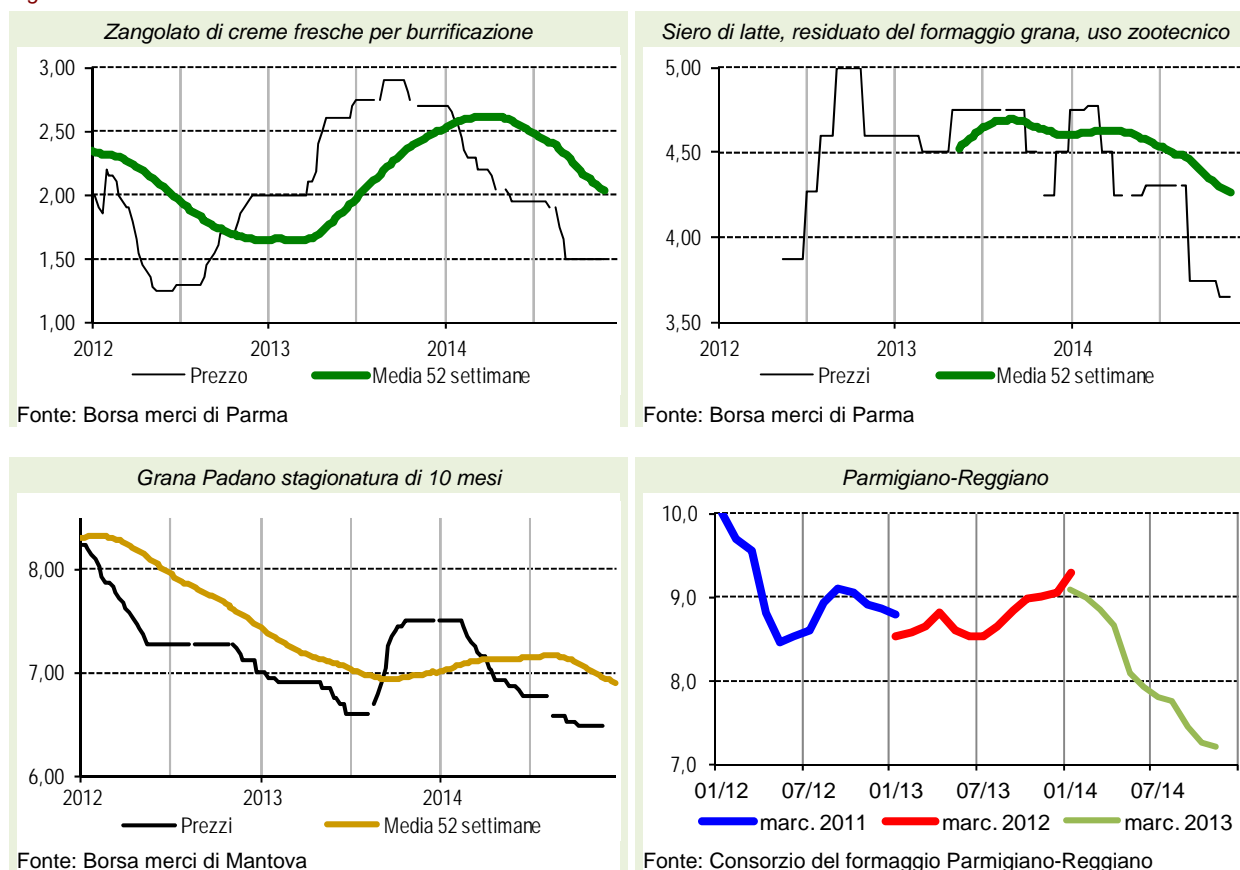 Zangolato di creme fresche per burrificazione
3,00
2,50
2,00
1,50
1,00
2012 2013 2014
Prezzo Media 52 settimane
Fonte: Borsa merci di Parma
Siero di latte, residuato del formaggio grana, uso zootecnico
5,00
4,50
4,00
3,50
2012 2013 2014
Prezzi Media 52 settimane
Fonte: Borsa merci di Parma
Grana Padano stagionatura di 10 mesi
8,00
7,00
6,00
2012 2013 2014
Prezzi Media 52 settimane
Fonte: Borsa merci di Mantova
Parmigiano-Reggiano
10,0
9,0
8,0
7,0
01/12 07/12 01/13 07/13 01/14 07/14
marc. 2011 marc. 2012 marc. 2013
Fonte: Consorzio del formaggio Parmigiano-Reggiano